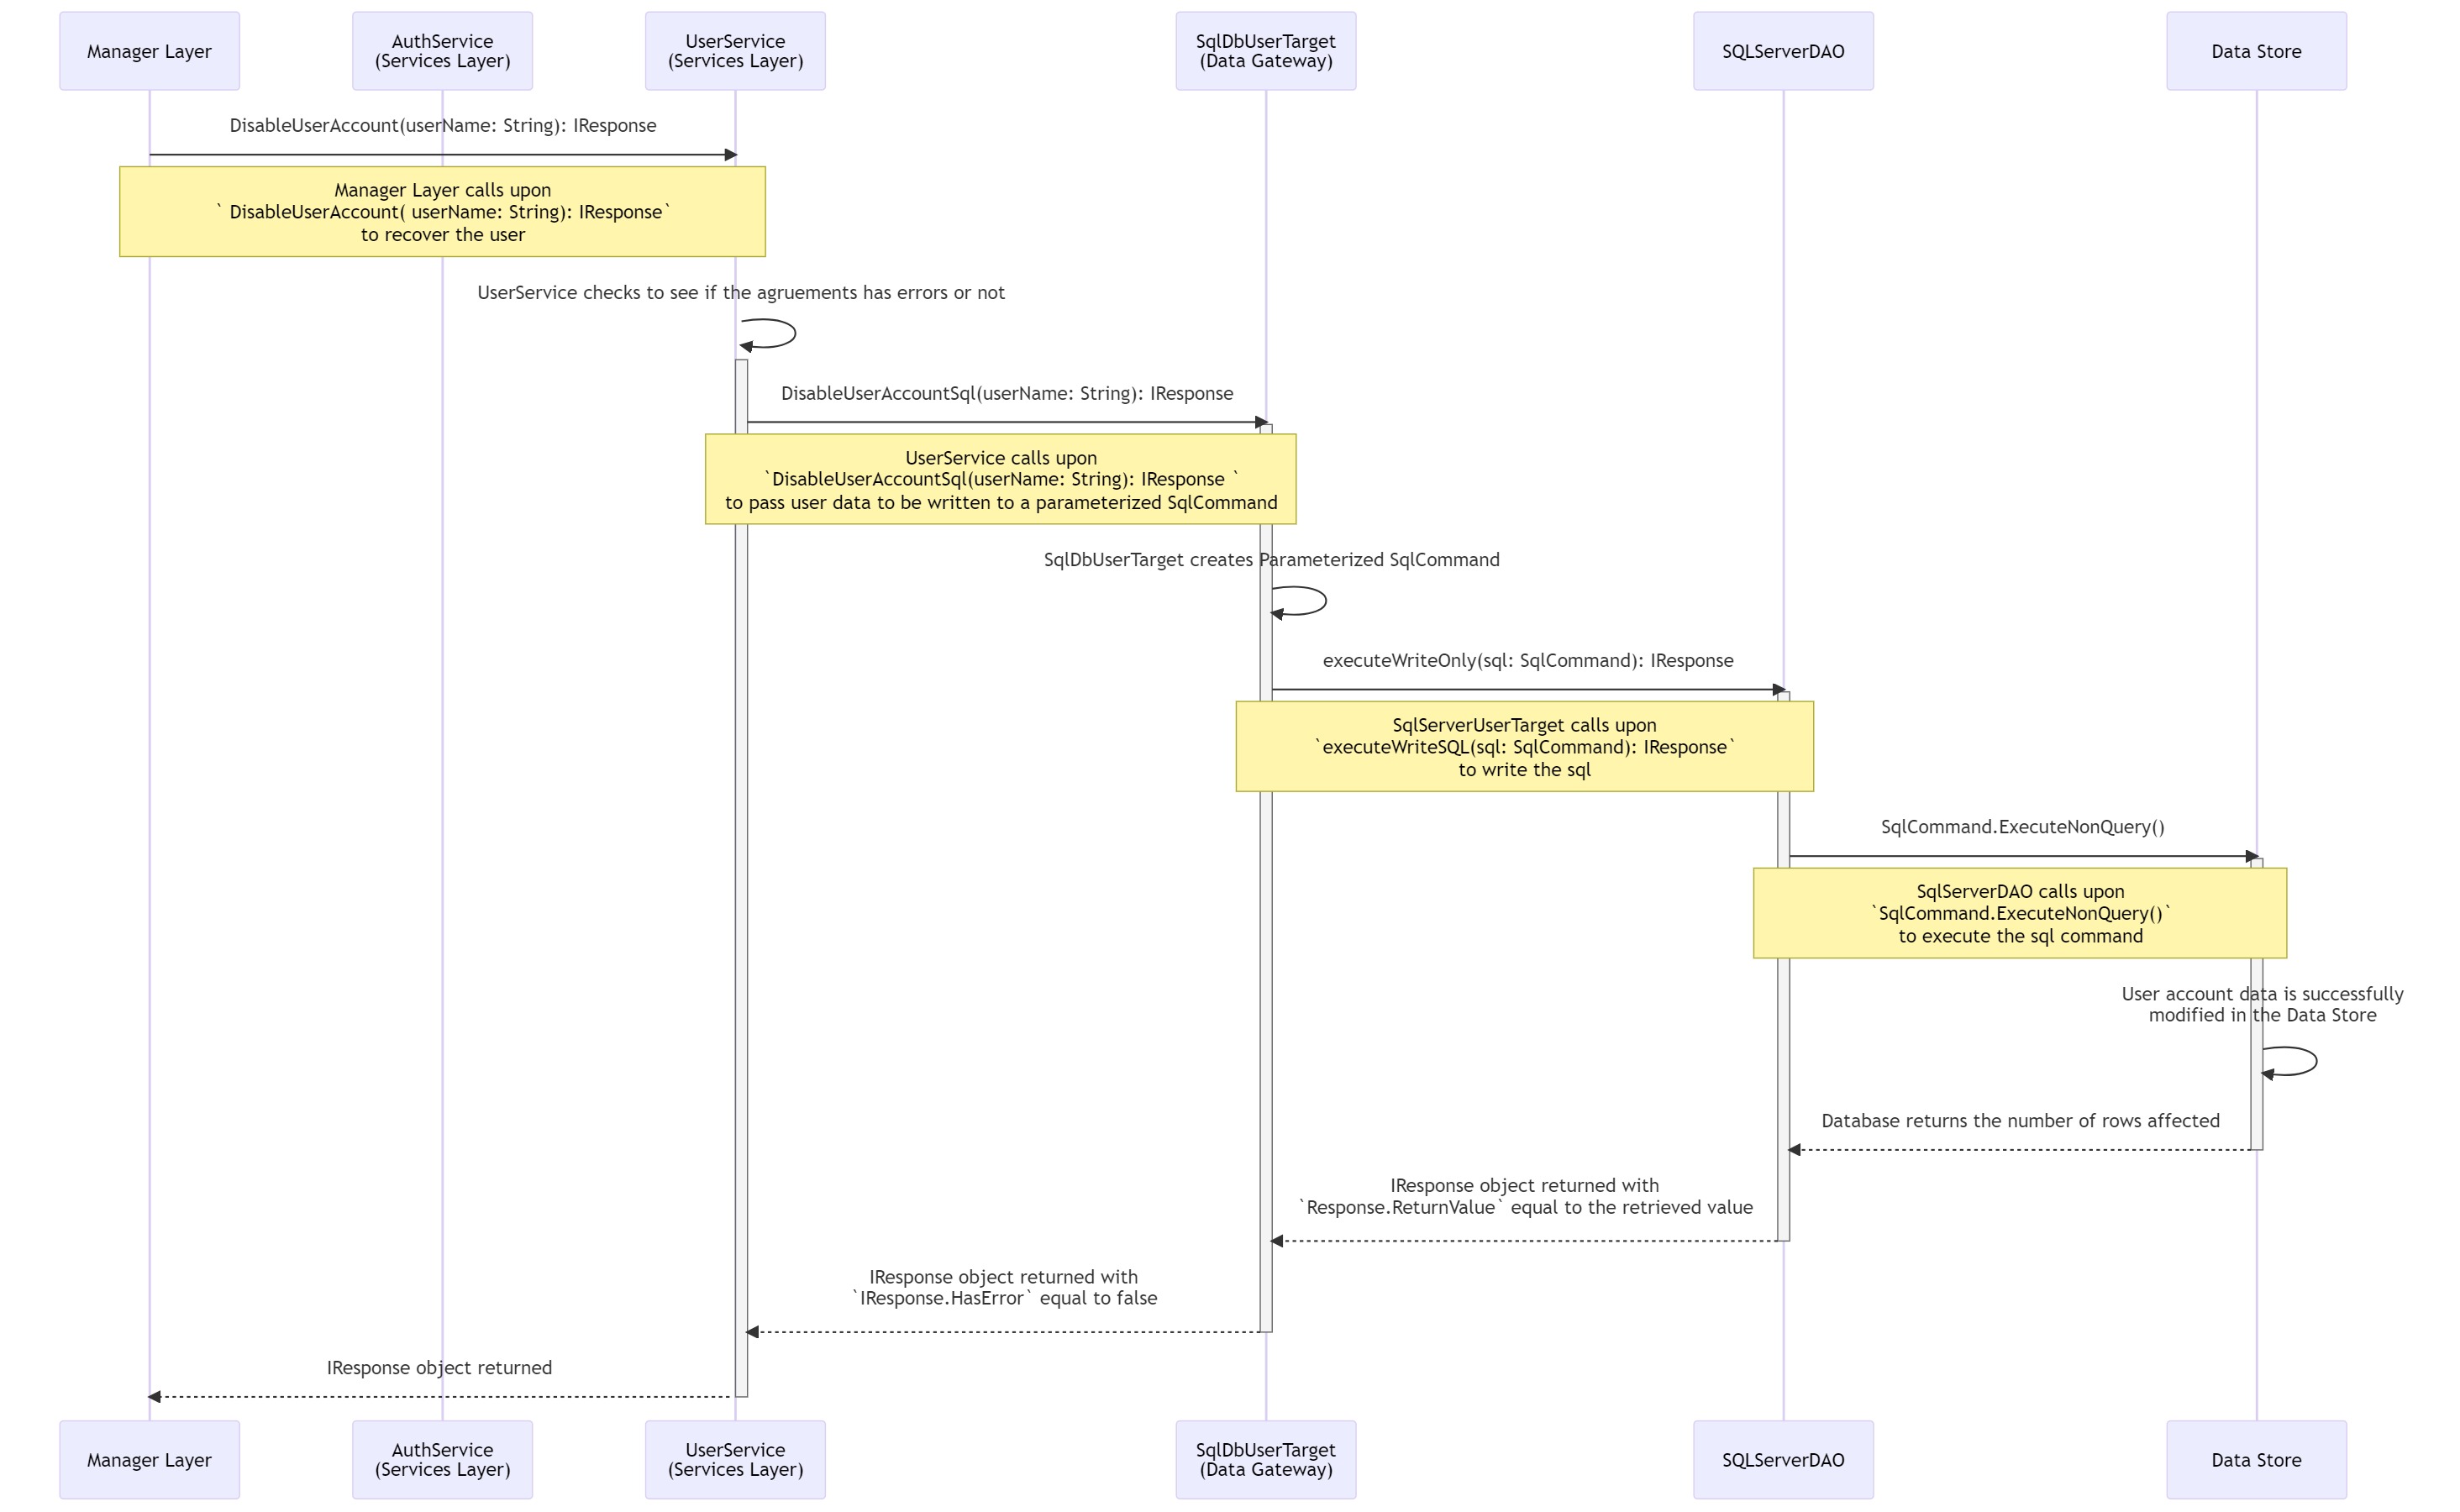 Manager Layer
AuthService
(Services Layer)
UserService
(Services Layer)
SqlDbUserTarget
(Data Gateway)
SQLServerDAO
Data Store
DisableUserAccount(userName: String): IResponse
Manager Layer calls upon
` DisableUserAccount( userName: String): IResponse`
to recover the user
UserService checks to see if the agruements has errors or not
DisableUserAccountSql(userName: String): IResponse
UserService calls upon
`DisableUserAccountSql(userName: String): IResponse `
to pass user data to be written to a parameterized SqlCommand
SqlDbUserTarget creates Parameterized SqlCommand
executeWriteOnly(sql: SqlCommand): IResponse
SqlServerUserTarget calls upon
`executeWriteSQL(sql: SqlCommand): IResponse`
to write the sql
SqlCommand.ExecuteNonQuery()
SqlServerDAO calls upon
`SqlCommand.ExecuteNonQuery()`
to execute the sql command
User account data is successfully
modified in the Data Store
Database returns the number of rows affected
IResponse object returned with
`Response.ReturnValue` equal to the retrieved value
IResponse object returned with
`IResponse.HasError` equal to false
IResponse object returned
Manager Layer
AuthService
(Services Layer)
UserService
(Services Layer)
SqlDbUserTarget
(Data Gateway)
SQLServerDAO
Data Store